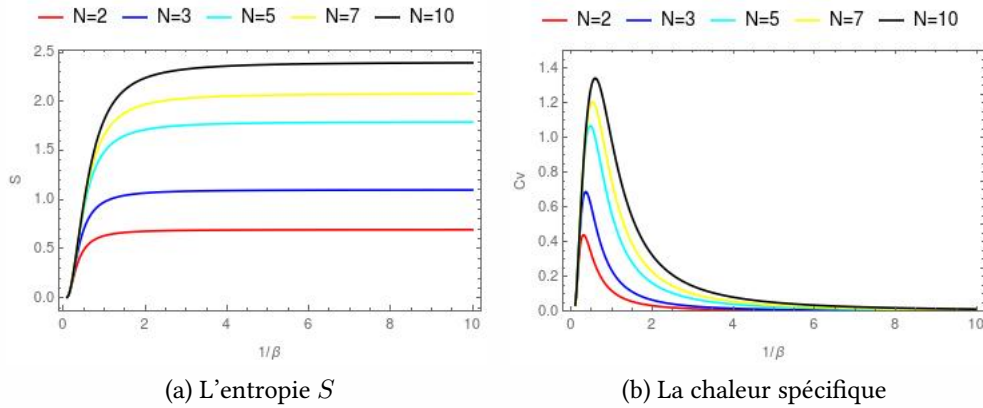 N=2 N=3 N=5 N=7 N=10
2.5
2.0
1.5
1.0
0.5
0.0
S
0 2 4 6 8 10
1/β
(a) L'entropie S
N=2 N=3 N=5 N=7 N=10
1.4
1.2
1.0
0.8
0.6
0.4
0.2
0.0
Cv
0 2 4 6 8 10
1/β
(b) La chaleur spécifique